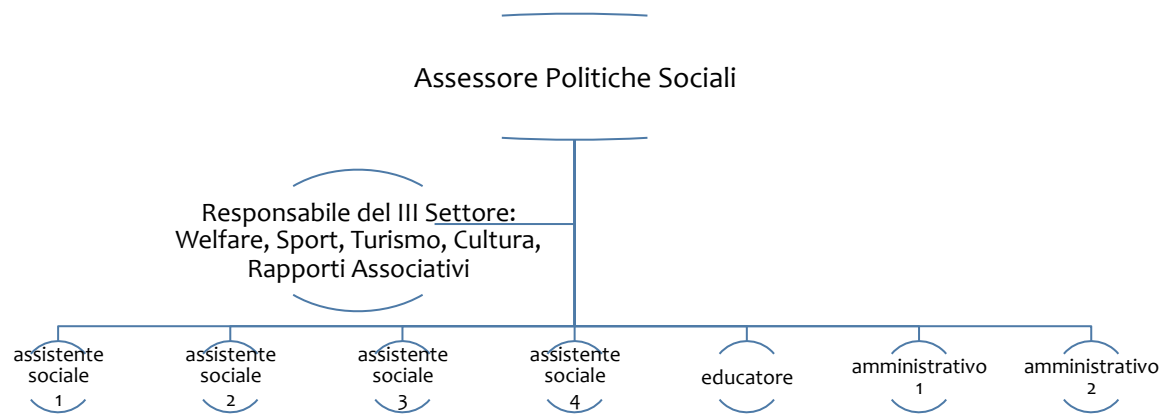 Assessore Politiche Sociali
Responsabile del III Settore:
Welfare, Sport, Turismo, Cultura,
Rapporti Associativi
assistente
sociale
1
assistente
sociale
2
assistente
sociale
3
assistente
sociale
4
educatore
amministrativo
1
amministrativo
2